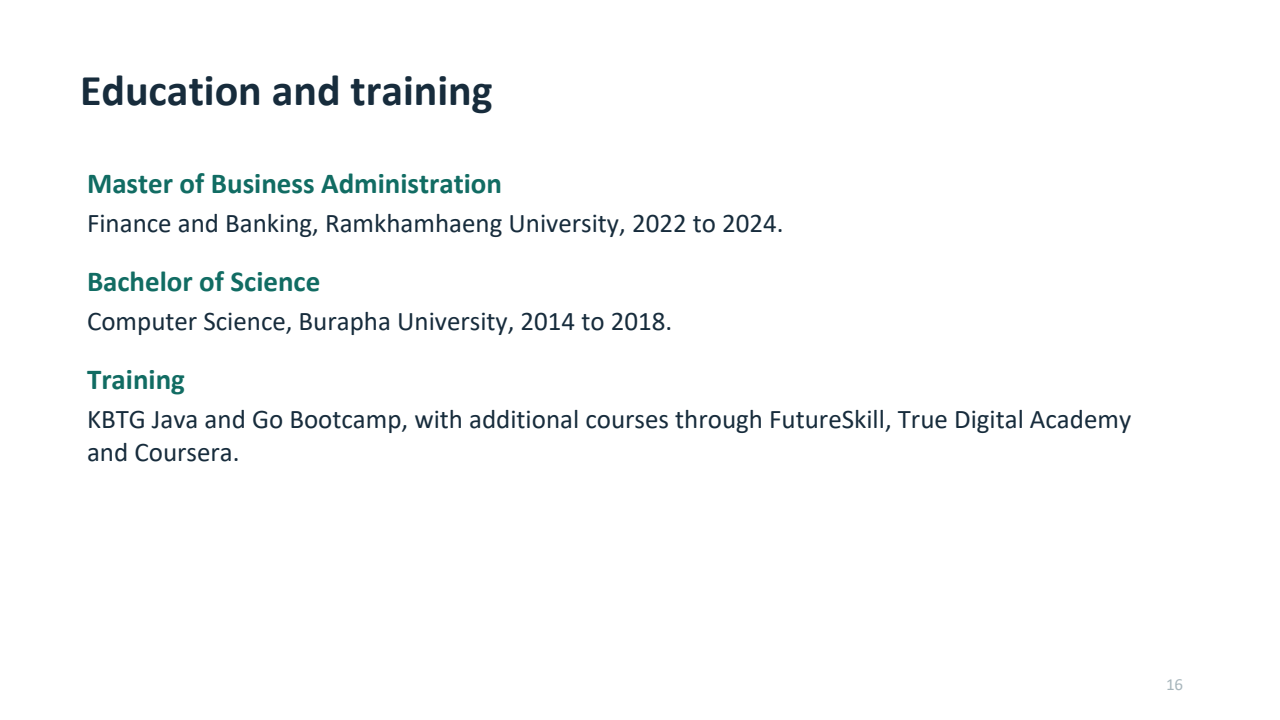 Education and training
Master of Business Administration
Finance and Banking, Ramkhamhaeng University, 2022 to 2024.
Bachelor of Science
Computer Science, Burapha University, 2014 to 2018.
Training
KBTG Java and Go Bootcamp, with additional courses through FutureSkill, True Digital Academy
and Coursera.
16